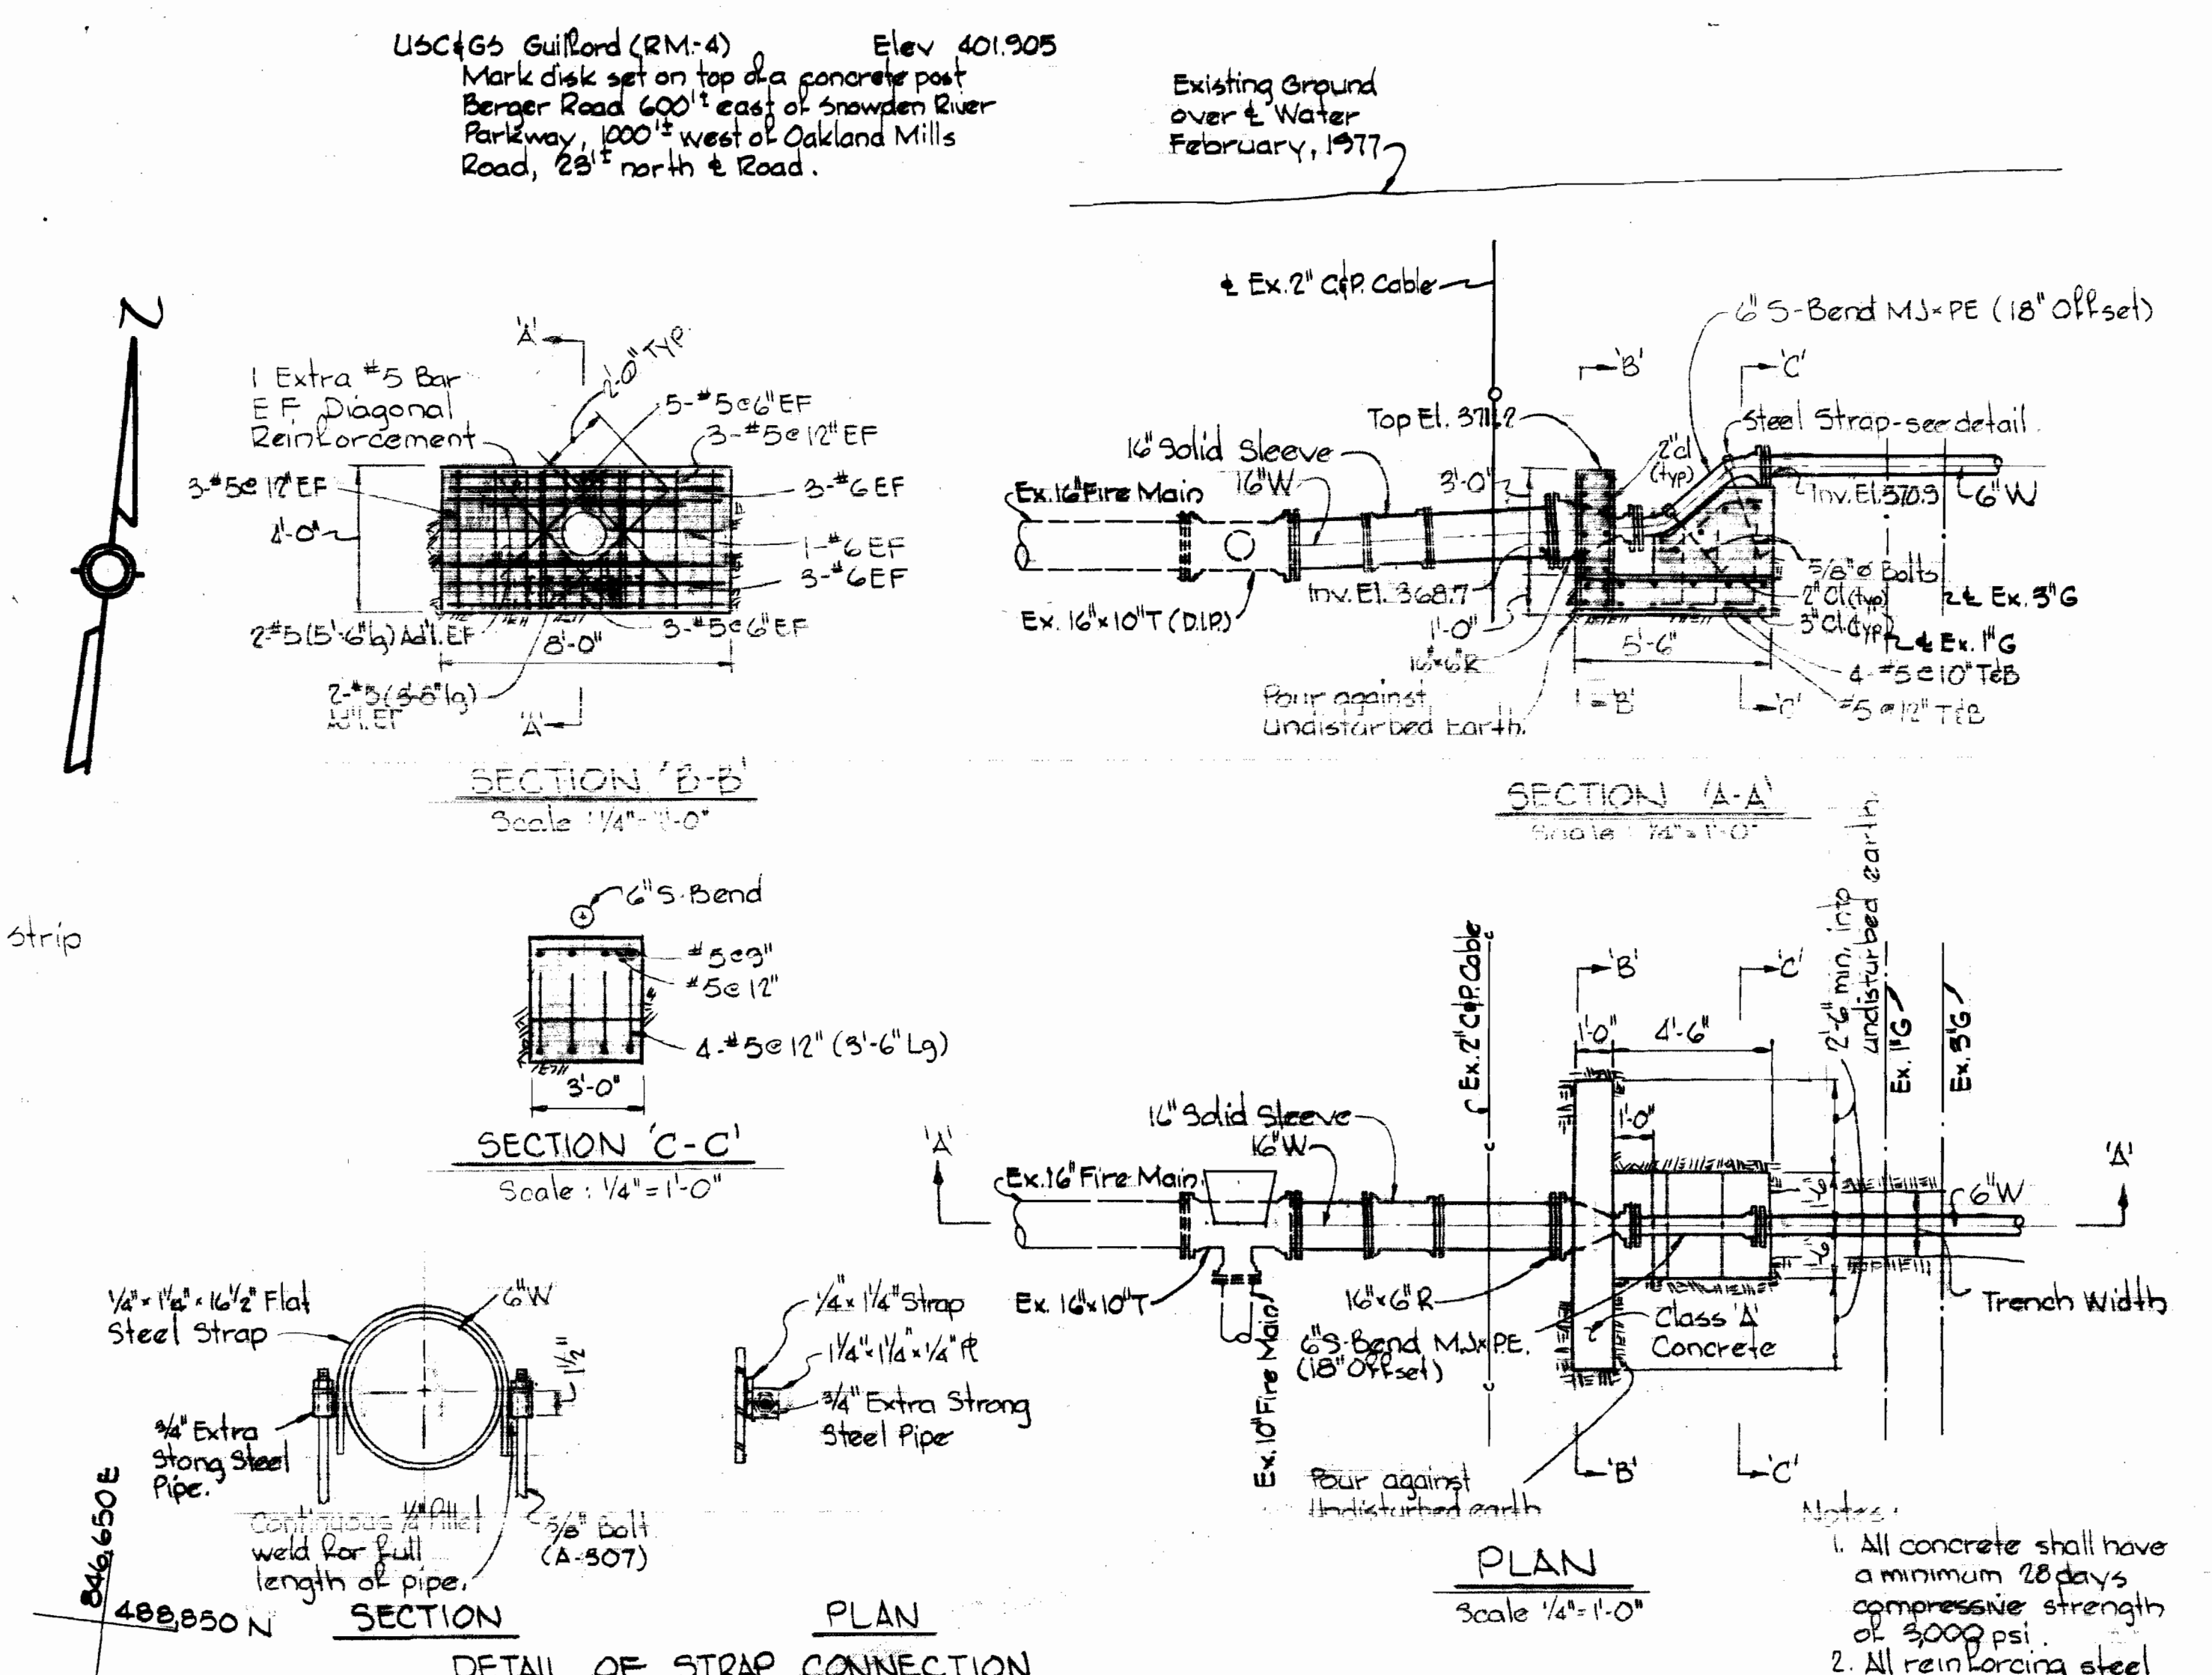 USC&GS Guilford (RM-4) Elev 401.905
Mark disk set on top of a concrete post
Berger Road 600'± east of Snowden River
Parkway, 1000'± west of Oakland Mills
Road, 23'± north ℄ Road.
Existing Ground
over ℄ Water
February, 1977
℄ Ex. 2" C&P. Cable
6" S-Bend MJ×PE (18" Offset)
'A'
2'-0" TYP.
1 Extra #5 Bar
EF Diagonal
Reinforcement
5-#5@6"EF
3-#5@12"EF
3-#5@12"EF
3-#6 EF
4'-0"
1-#6 EF
3-#6EF
2-#5(5'-6"lg) Ad'l. EF
3-#5@6"EF
8'-0"
Ad'l. EF
'A'
SECTION 'B-B'
Scale : 1/4"=1'-0"
'B'
'C'
Top El. 371.2
Steel Strap-see detail.
16" Solid Sleeve
2"cl
(typ)
3'-0"
Ex. 16" Fire Main
16"W
Inv. El. 370.9
6"W
5/8"ø Bolts
Inv. El. 368.7
2" Cl (typ)
℄ Ex. 3"G
Ex. 16"×10"T (D.I.P.)
3" Cl. (typ)
1'-0"
5'-6"
℄ Ex. 1"G
16"×6"R
4-#5@10" T&B
Pour against
Undisturbed Earth.
'B'
'C'
#5@12" T&B
SECTION 'A-A'
Scale : 1/4"=1'-0"
strip
6" S-Bend
#5@9"
#5@12"
4-#5@12" (3'-6" Lg)
3'-0"
SECTION 'C-C'
Scale : 1/4"=1'-0"
Ex. 2" C&P. Cable
'B'
'C'
2'-6" min. into
undisturbed earth
1'-0"
4'-6"
Ex. 1"G
Ex. 3"G
16" Solid Sleeve
16"W
1'-0"
'A'
'A'
Ex. 16" Fire Main
6"W
Ex. 16"×10"T
16"×6"R
Class 'A'
Concrete
Trench Width
6"S-Bend MJ×P.E.
(18" Offset)
Ex. 10" Fire Main
Pour against
Undisturbed earth
'B'
'C'
PLAN
Scale 1/4"=1'-0"
1/4"×1 1/4"×16 1/2" Flat
Steel Strap
6"W
1 1/2"
3/4" Extra
Stong Steel
Pipe.
Continuous 1/4" fillet
weld for full
length of pipe.
5/8" Bolt
(A-307)
1/4×1 1/4" Strap
1 1/4"×1 1/4×1/4" ℔
3/4" Extra Strong
Steel Pipe
846,650 E
488,850 N
SECTION
PLAN
DETAIL OF STRAP CONNECTION
Notes:
1. All concrete shall have
a minimum 28 days
compressive strength
of 3,000 psi.
2. All reinforcing steel